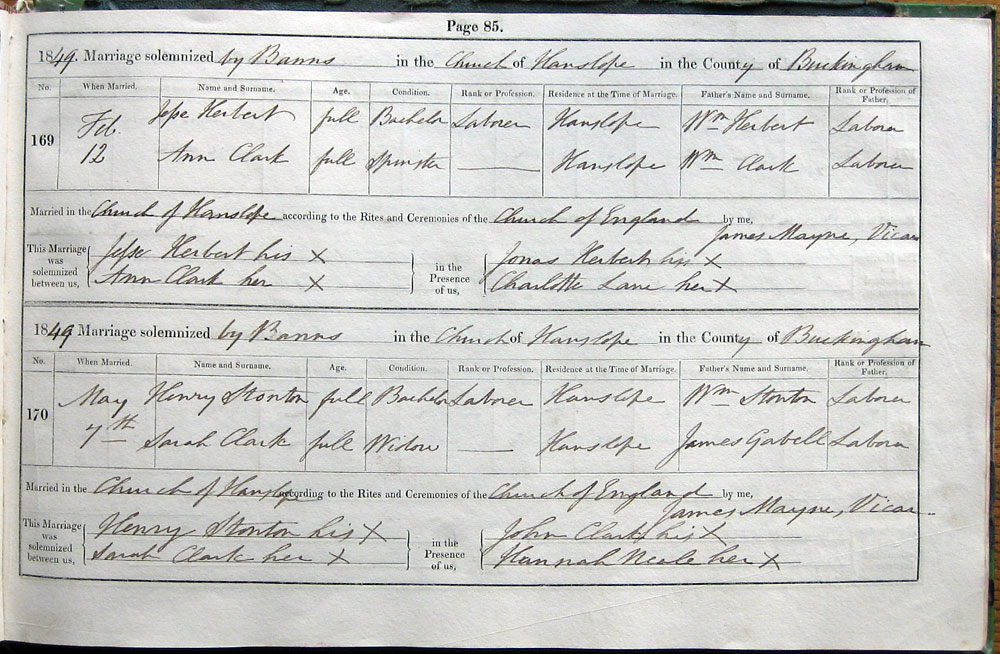 Page 85.
1849. Marriage solemnized by Banns in the Church of Hanslope in the County of Buckingham
No. When Married. Name and Surname. Age. Condition. Rank or Profession. Residence at the Time of Marriage. Father's Name and Surname. Rank or Profession of Father.
169 Feb. 12 Jesse Herbert full Bachelor Laborer Hanslope Wm Herbert Laborer
Ann Clark full Spinster Hanslope Wm Clark Laborer
Married in the Church of Hanslope according to the Rites and Ceremonies of the Church of England by me,
James Mayne, Vicar
This Marriage was solemnized between us, Jesse Herbert his X in the Presence of us, Jonas Herbert his X
Ann Clark her X Charlotte Lane her X
1849 Marriage solemnized by Banns in the Church of Hanslope in the County of Buckingham
No. When Married. Name and Surname. Age. Condition. Rank or Profession. Residence at the Time of Marriage. Father's Name and Surname. Rank or Profession of Father.
170 May 7th Henry Stonton full Bachelor Laborer Hanslope Wm Stonton Laborer
Sarah Clark full Widow Hanslope James Gabell Laborer
Married in the Church of Hanslope according to the Rites and Ceremonies of the Church of England by me,
James Mayne, Vicar
This Marriage was solemnized between us, Henry Stonton his X in the Presence of us, John Clark his X
Sarah Clark her X Hannah Neale her X